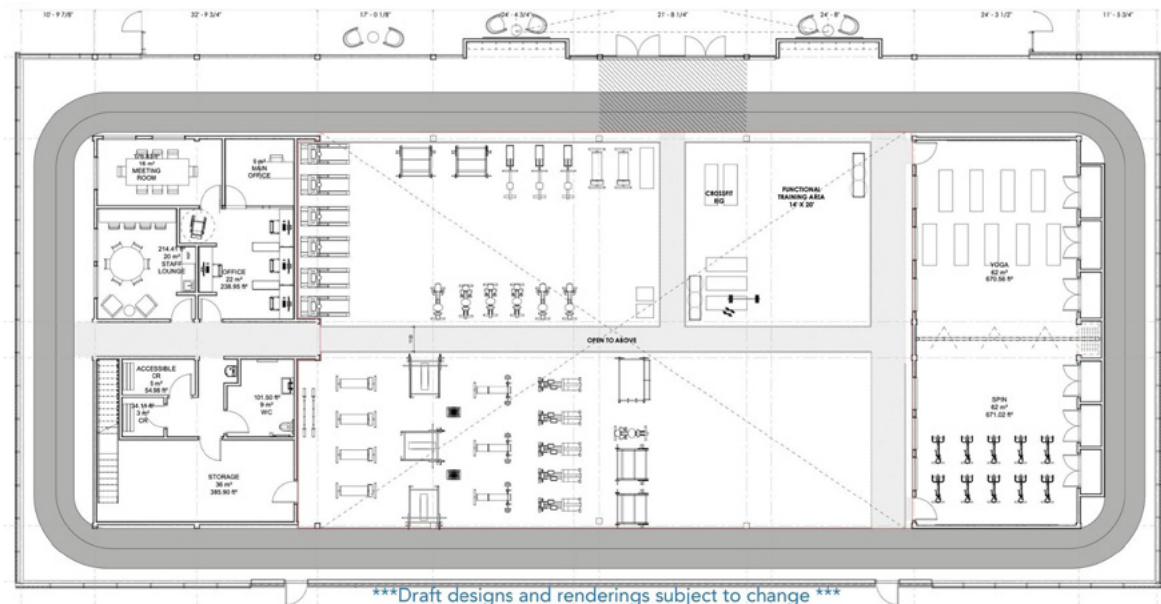 10' - 9 7/8"
32' - 9 3/4"
17' - 0 1/8"
24' - 4 3/4"
21' - 8 1/4"
24' - 8"
24' - 3 1/2"
11' - 5 3/4"
16 m²
MEETING
ROOM
9 m²
MAIN
OFFICE
CROSSFIT
RIG
FUNCTIONAL
TRAINING AREA
14' X 20'
214.41 ft²
20 m²
STAFF
LOUNGE
OFFICE
22 m²
238.95 ft²
YOGA
62 m²
670.56 ft²
OPEN TO ABOVE
ACCESSIBLE
CR
5 m²
54.98 ft²
3 m²
CR
101.50 ft²
9 m²
WC
SPIN
62 m²
671.02 ft²
STORAGE
36 m²
385.90 ft²
***Draft designs and renderings subject to change ***